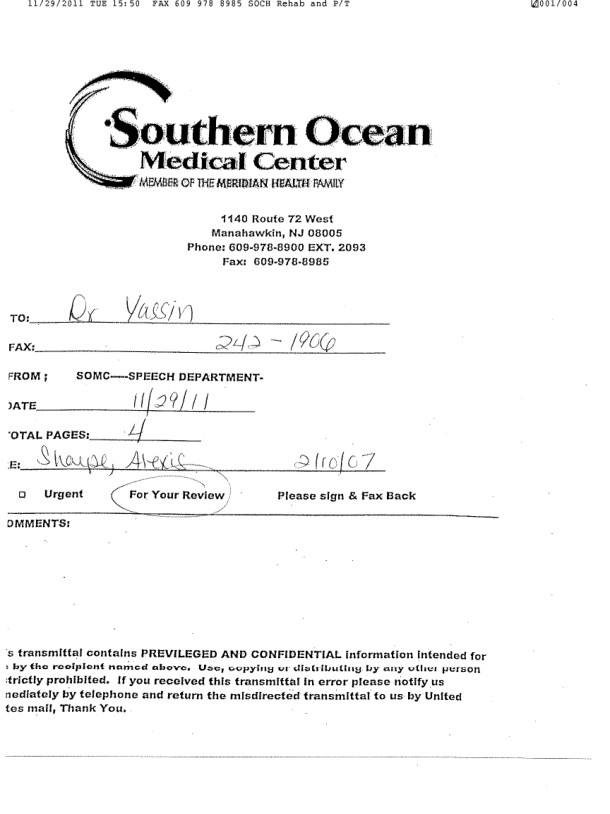 11/29/2011 TUE 15:50 FAX 609 978 8985 SOCH Rehab and P/T 001/004
Southern Ocean
Medical Center
MEMBER OF THE MERIDIAN HEALTH FAMILY
1140 Route 72 West
Manahawkin, NJ 08005
Phone: 609-978-8900 EXT. 2093
Fax: 609-978-8985
TO: Dr Yassin
FAX: 242-1906
FROM; SOMC----SPEECH DEPARTMENT-
DATE 11/29/11
TOTAL PAGES: 4
E: Sharpe, Alexis 2/10/07
Urgent For Your Review Please sign & Fax Back
OMMENTS:
s transmittal contains PREVILEGED AND CONFIDENTIAL information intended for
by the recipient named above. Use, copying or distributing by any other person
trictly prohibited. If you received this transmittal in error please notify us
nediately by telephone and return the misdirected transmittal to us by United
tes mail, Thank You.